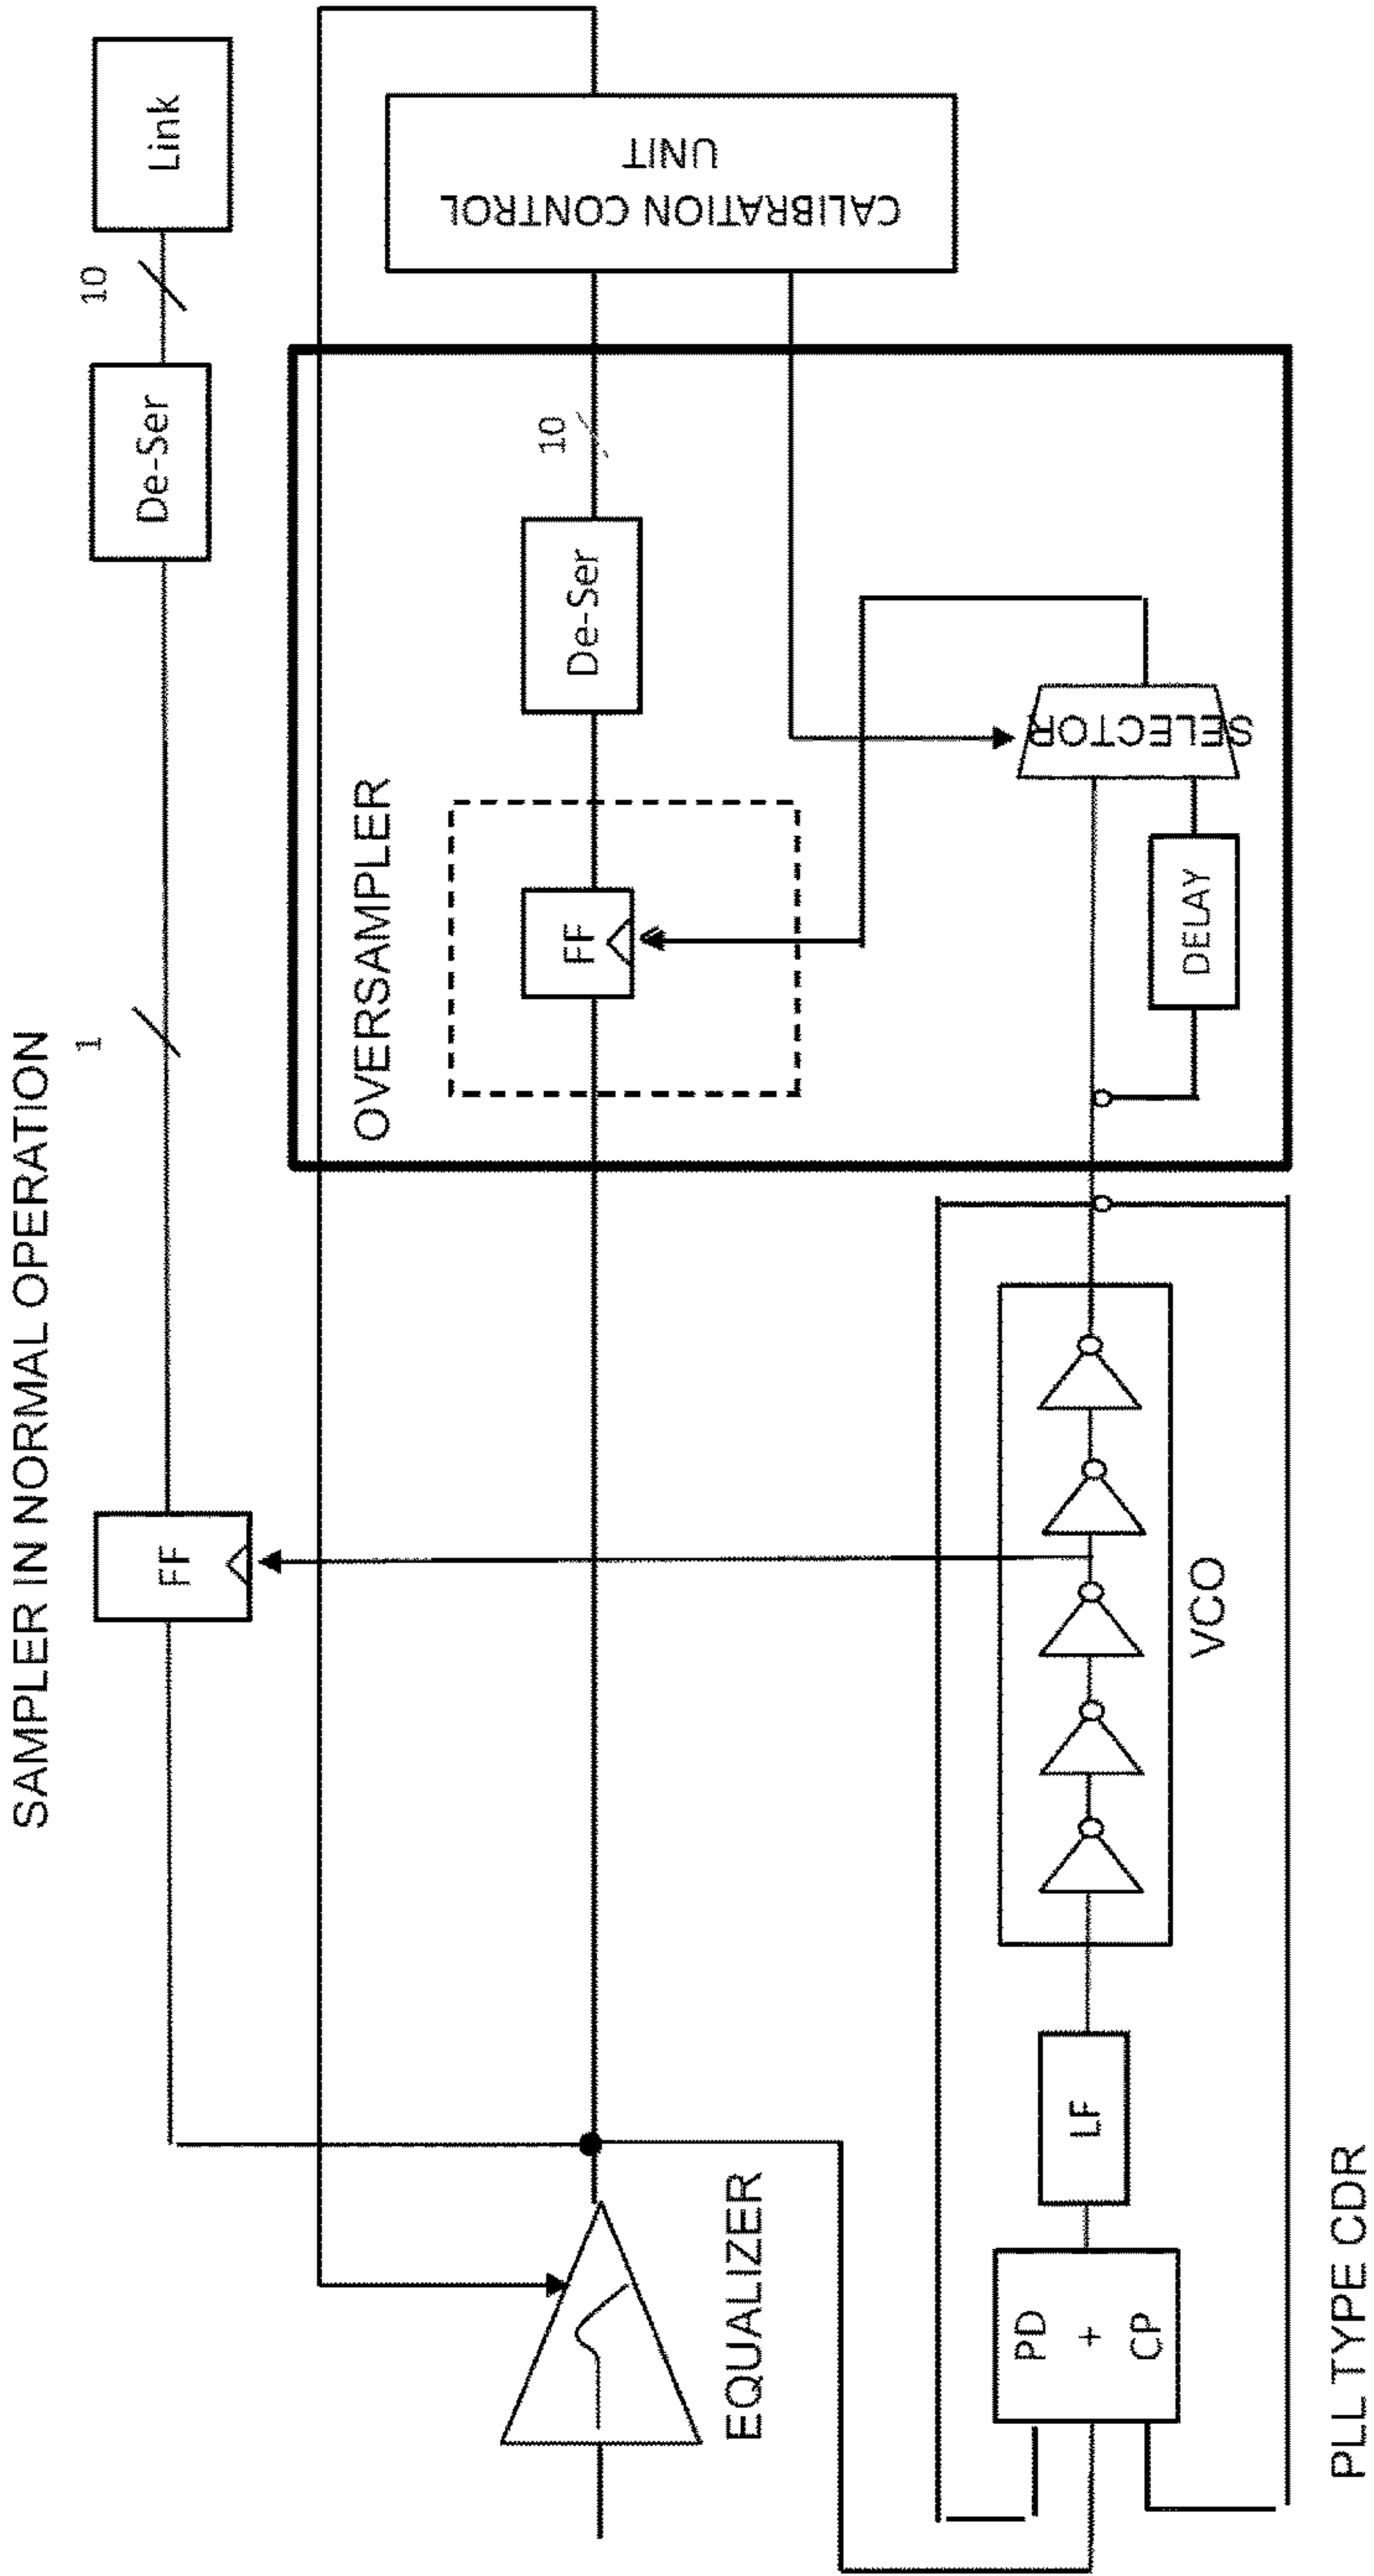 SAMPLER IN NORMAL OPERATION
FF
1
De-Ser
10
Link
EQUALIZER
OVERSAMPLER
FF
De-Ser
10
CALIBRATION CONTROL
UNIT
PD
+
CP
LF
VCO
DELAY
SELECTOR
PLL TYPE CDR